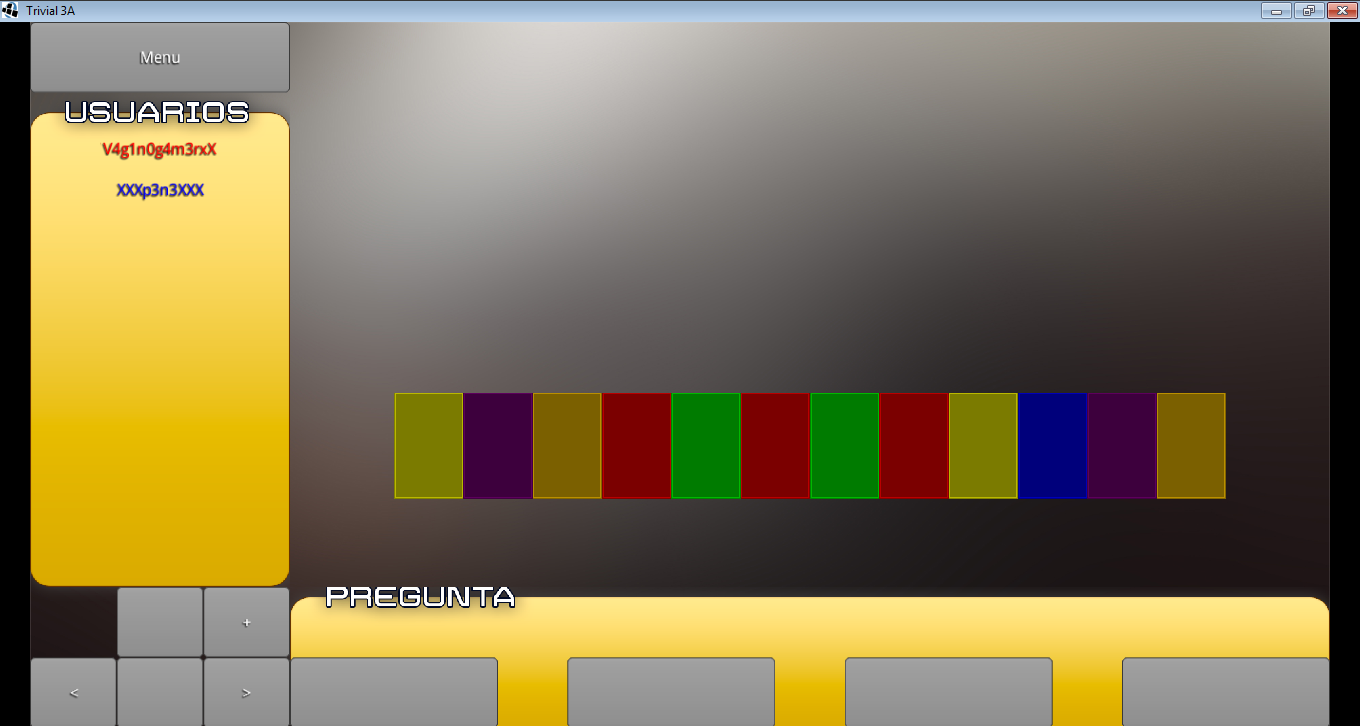 Trivial 3A
Menu
USUARIOS
V4g1n0g4m3rxX
XXXp3n3XXX
+
PREGUNTA
<
>